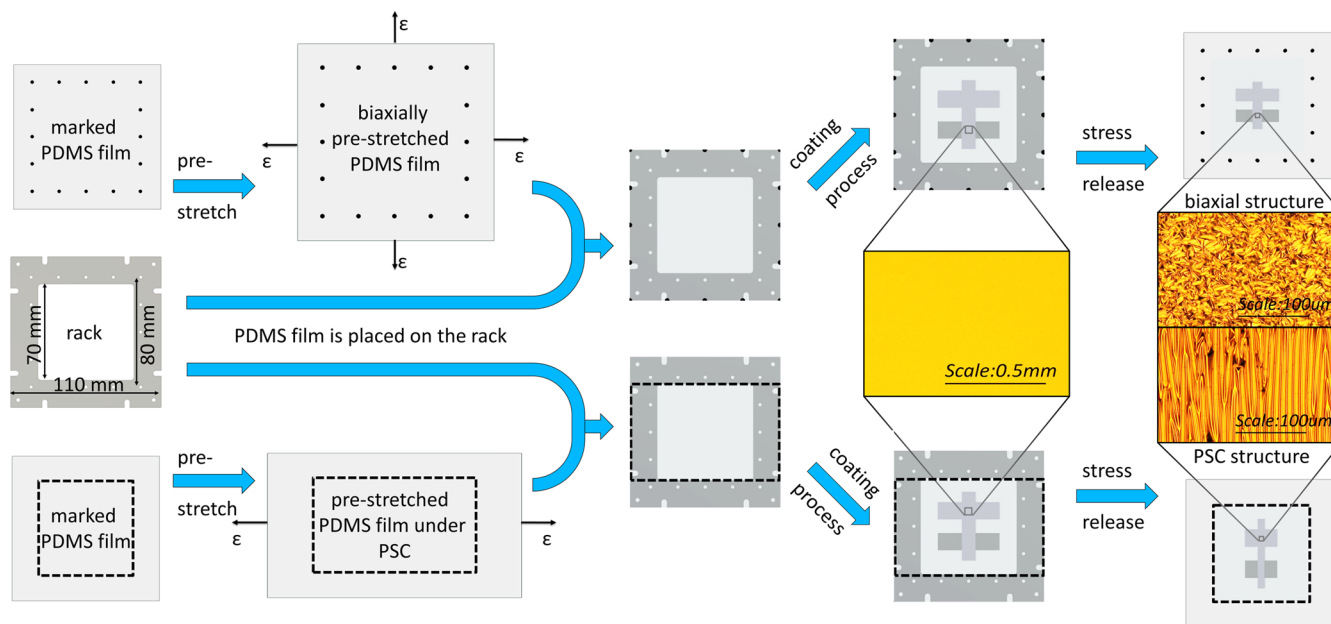 marked
PDMS film
pre-
stretch
ε
ε
ε
ε
biaxially
pre-stretched
PDMS film
coating
process
stress
release
biaxial structure
Scale:100um
rack
70 mm
80 mm
110 mm
PDMS film is placed on the rack
Scale:0.5mm
Scale:100um
PSC structure
marked
PDMS film
pre-
stretch
ε
ε
pre-stretched
PDMS film under
PSC
coating
process
stress
release